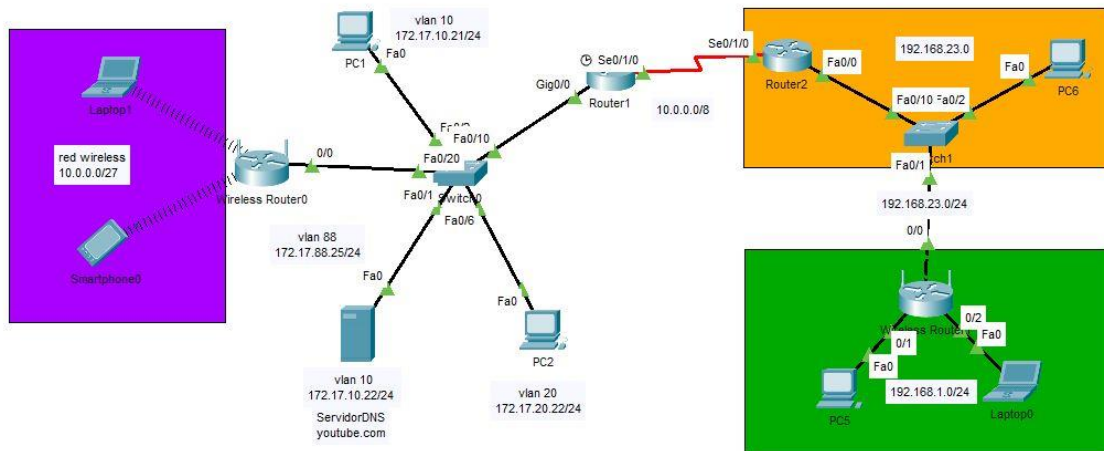 Laptop1
red wireless
10.0.0.0/27
Smartphone0
Wireless Router0
0/0
vlan 10
172.17.10.21/24
PC1
Fa0
Fa0/10
Fa0/20
Fa0/1
Fa0/6
vlan 88
172.17.88.25/24
Fa0
vlan 10
172.17.10.22/24
ServidorDNS
youtube.com
Fa0
PC2
vlan 20
172.17.20.22/24
Gig0/0
Se0/1/0
Router1
10.0.0.0/8
Se0/1/0
Router2
Fa0/0
192.168.23.0
Fa0
PC6
Fa0/10
Fa0/2
Fa0/1
192.168.23.0/24
0/0
Wireless Router
0/1
Fa0
0/2
Fa0
192.168.1.0/24
PC5
Laptop0